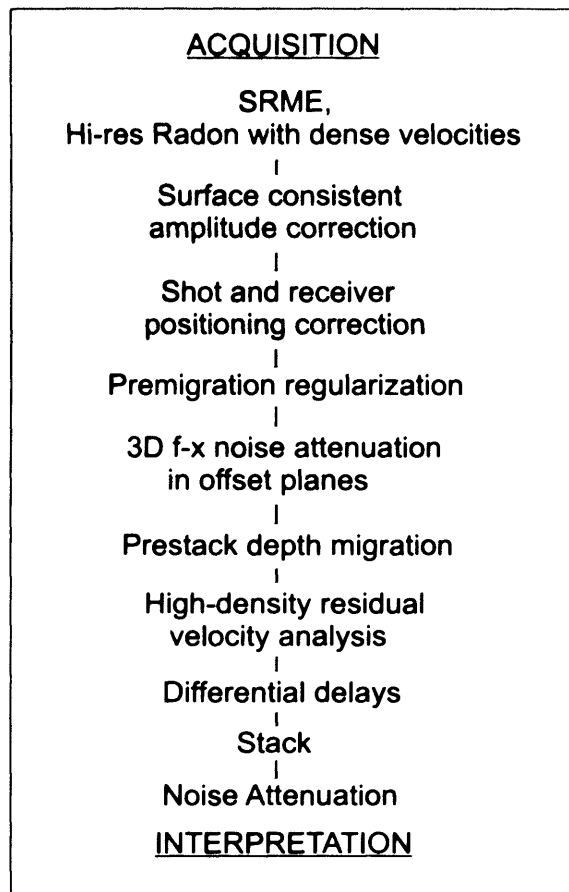 ACQUISITION
SRME,
Hi-res Radon with dense velocities
Surface consistent
amplitude correction
Shot and receiver
positioning correction
Premigration regularization
3D f-x noise attenuation
in offset planes
Prestack depth migration
High-density residual
velocity analysis
Differential delays
Stack
Noise Attenuation
INTERPRETATION